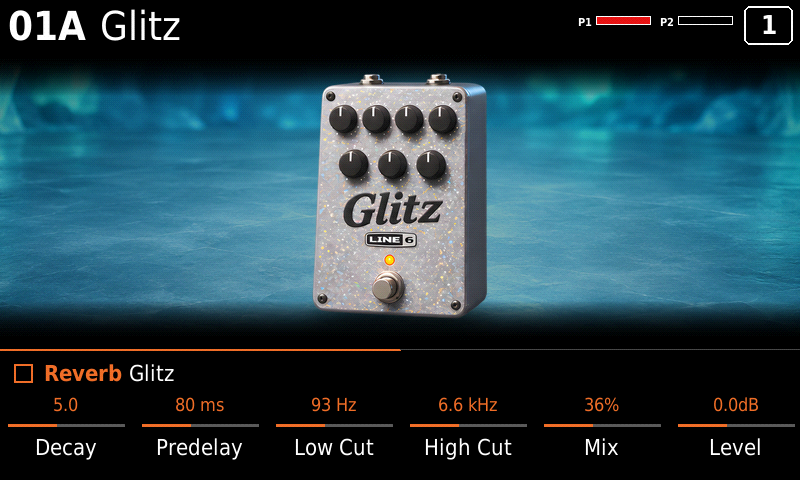 01A Glitz
P1
P2
1
Glitz
LINE 6
Reverb Glitz
5.0
80 ms
93 Hz
6.6 kHz
36%
0.0dB
Decay
Predelay
Low Cut
High Cut
Mix
Level